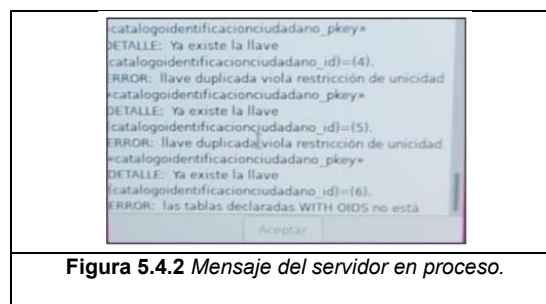 «catalogoidentificacionciudadano_pkey»
DETALLE: Ya existe la llave
(catalogoidentificacionciudadano_id)=(4).
ERROR: llave duplicada viola restricción de unicidad
«catalogoidentificacionciudadano_pkey»
DETALLE: Ya existe la llave
(catalogoidentificacionciudadano_id)=(5).
ERROR: llave duplicada viola restricción de unicidad
«catalogoidentificacionciudadano_pkey»
DETALLE: Ya existe la llave
(catalogoidentificacionciudadano_id)=(6).
ERROR: las tablas declaradas WITH OIDS no está
Aceptar
Figura 5.4.2 Mensaje del servidor en proceso.